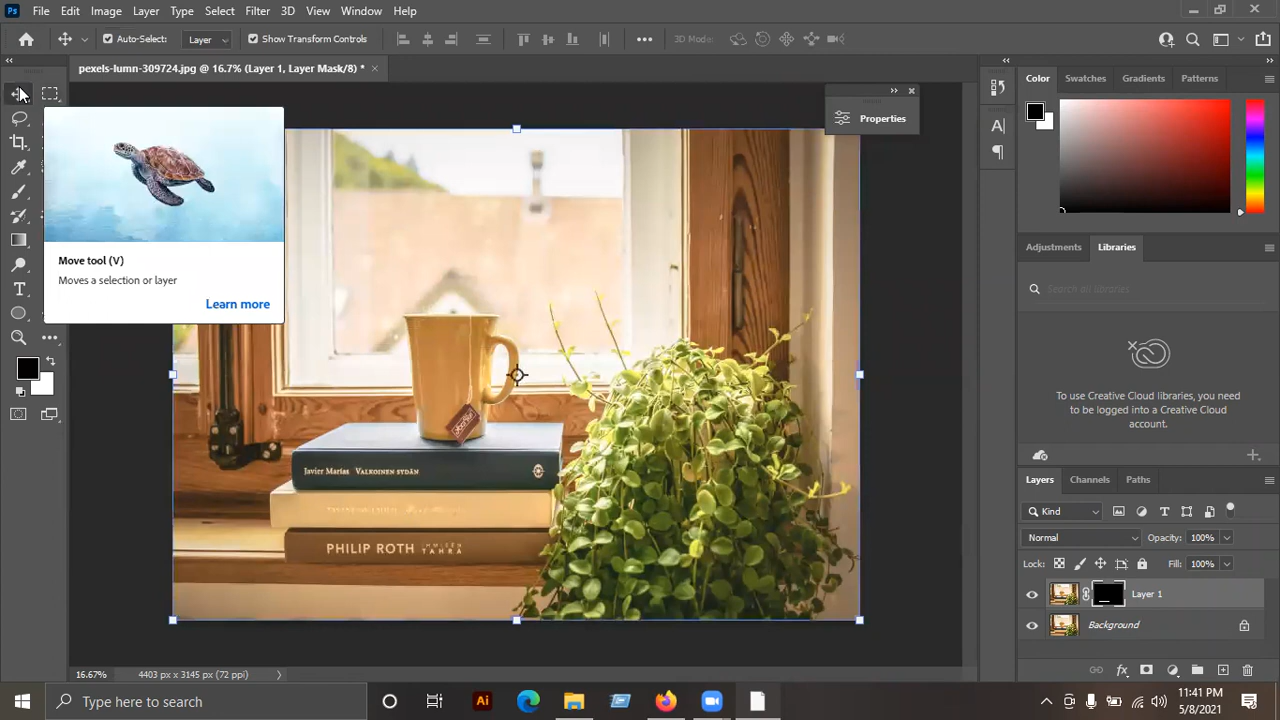 Ps File Edit Image Layer Type Select Filter 3D View Window Help
Auto-Select: Layer Show Transform Controls 3D Mode:
pexels-lumn-309724.jpg @ 16.7% (Layer 1, Layer Mask/8) *
Properties
Color Swatches Gradients Patterns
Move tool (V)
Moves a selection or layer
Learn more
Adjustments Libraries
Search all libraries
To use Creative Cloud Libraries, you
need to be logged into a Creative Cloud
account.
Javier Marías VALKOINEN SYDÄN
PHILIP ROTH IHMISEN
TAHRA
Layers Channels Paths
Kind
Normal Opacity: 100%
Lock: Fill: 100%
Layer 1
Background
16.67% 4403 px x 3145 px (72 ppi)
Type here to search
Ai
11:41 PM
5/8/2021